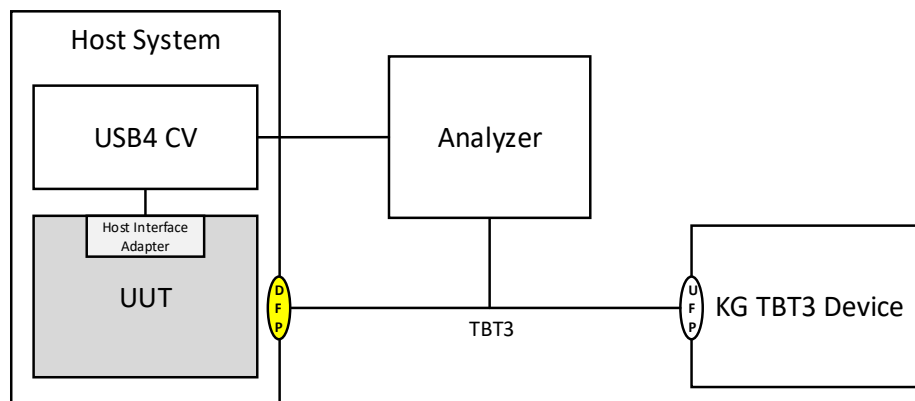 Host System
USB4 CV
Analyzer
Host Interface
Adapter
UUT
D
F
P
TBT3
U
F
P
KG TBT3 Device